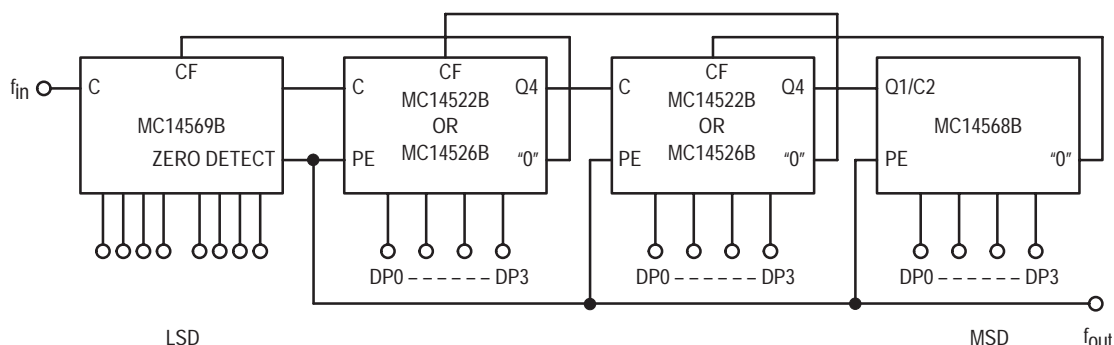 CF CF CF
fin C C Q4 C Q4 Q1/C2
MC14522B MC14522B
MC14569B OR OR MC14568B
ZERO DETECT PE MC14526B "0" PE MC14526B "0" PE "0"
DP0 – – – – – – DP3 DP0 – – – – – – DP3 DP0 – – – – – – DP3
LSD MSD fout